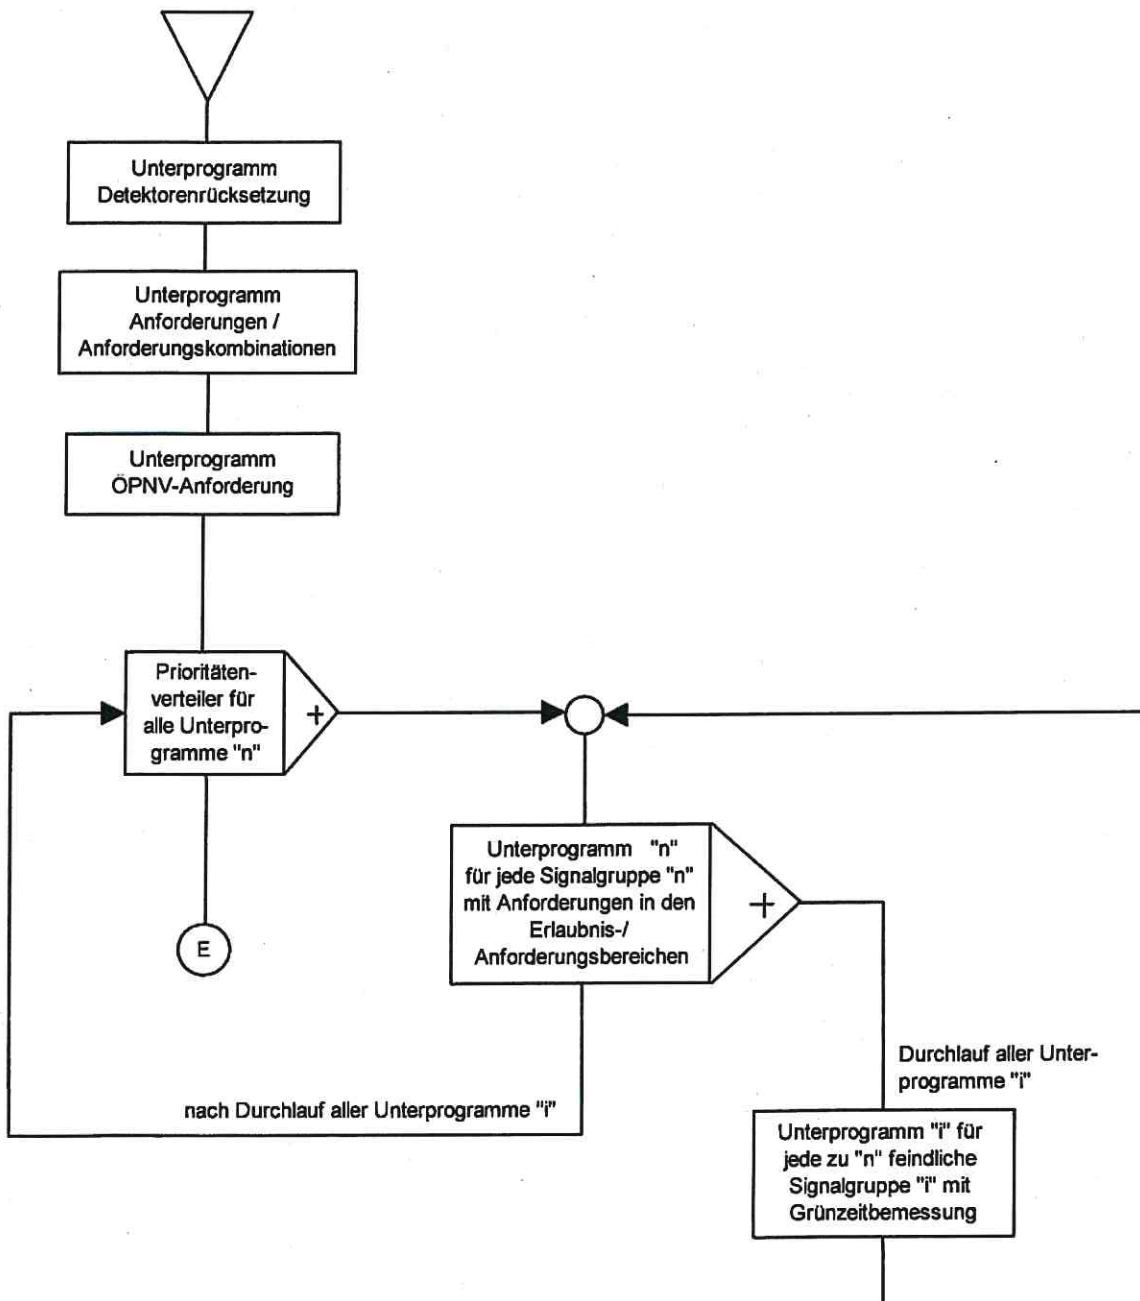 Unterprogramm
Detektorenrücksetzung
Unterprogramm
Anforderungen /
Anforderungskombinationen
Unterprogramm
ÖPNV-Anforderung
Prioritäten-
verteiler für
alle Unterpro-
gramme "n"
+
Unterprogramm "n"
für jede Signalgruppe "n"
mit Anforderungen in den
Erlaubnis-/
Anforderungsbereichen
+
E
Durchlauf aller Unter-
programme "i"
nach Durchlauf aller Unterprogramme "i"
Unterprogramm "i" für
jede zu "n" feindliche
Signalgruppe "i" mit
Grünzeitbemessung